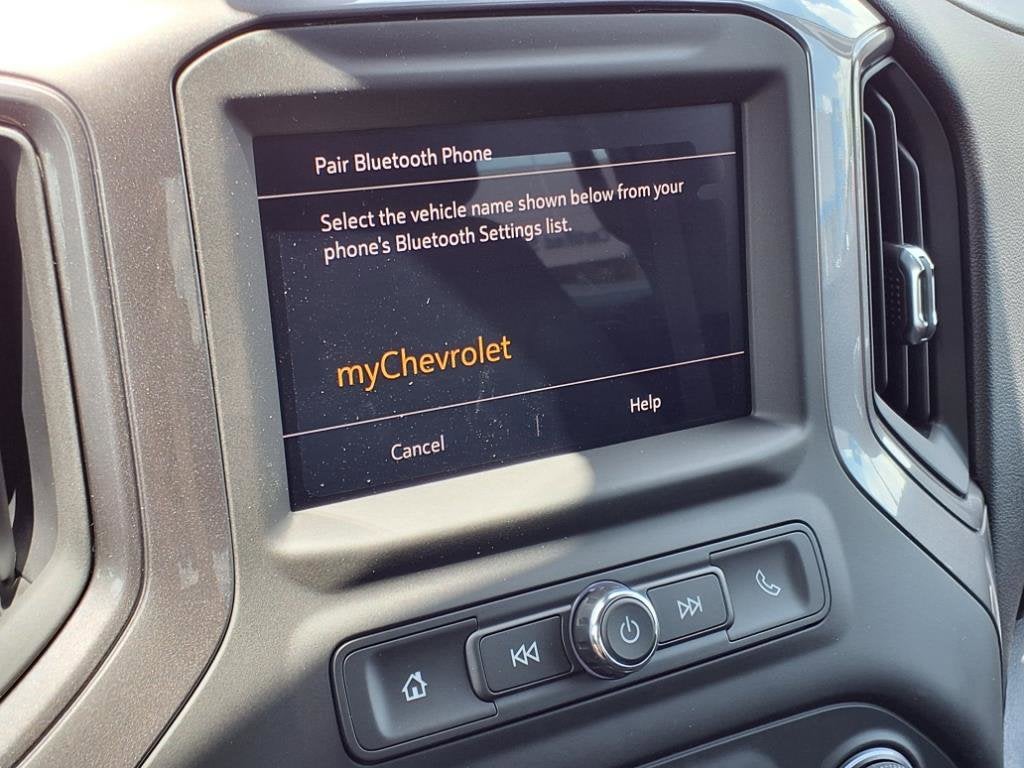 Pair Bluetooth Phone
Select the vehicle name shown below from your
phone's Bluetooth Settings list.
myChevrolet
Cancel
Help